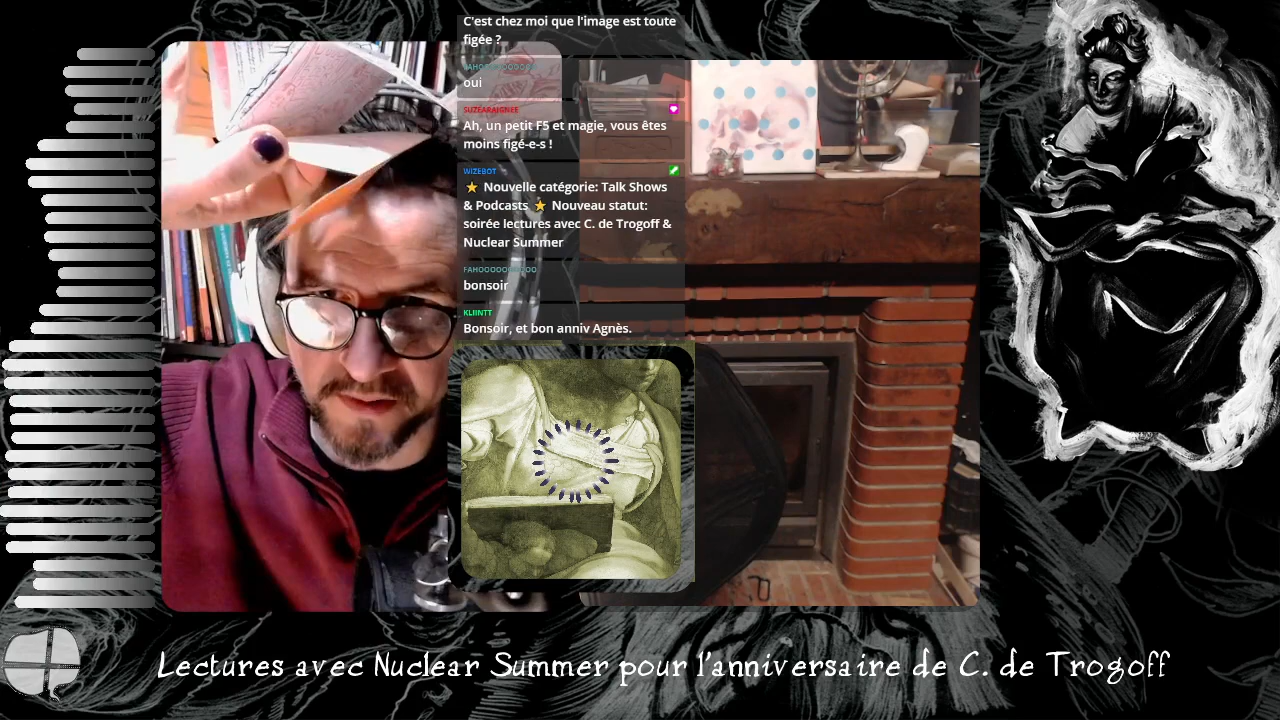 C'est chez moi que l'image est toute
figée ?
oui
SUZEARAIGNEE
Ah, un petit F5 et magie, vous êtes
moins figé-e-s !
WIZEBOT
⭐ Nouvelle catégorie: Talk Shows
& Podcasts ⭐ Nouveau statut:
soirée lectures avec C. de Trogoff &
Nuclear Summer
bonsoir
KLIINTT
Bonsoir, et bon anniv Agnès.
Lectures avec Nuclear Summer pour l'anniversaire de C. de Trogoff